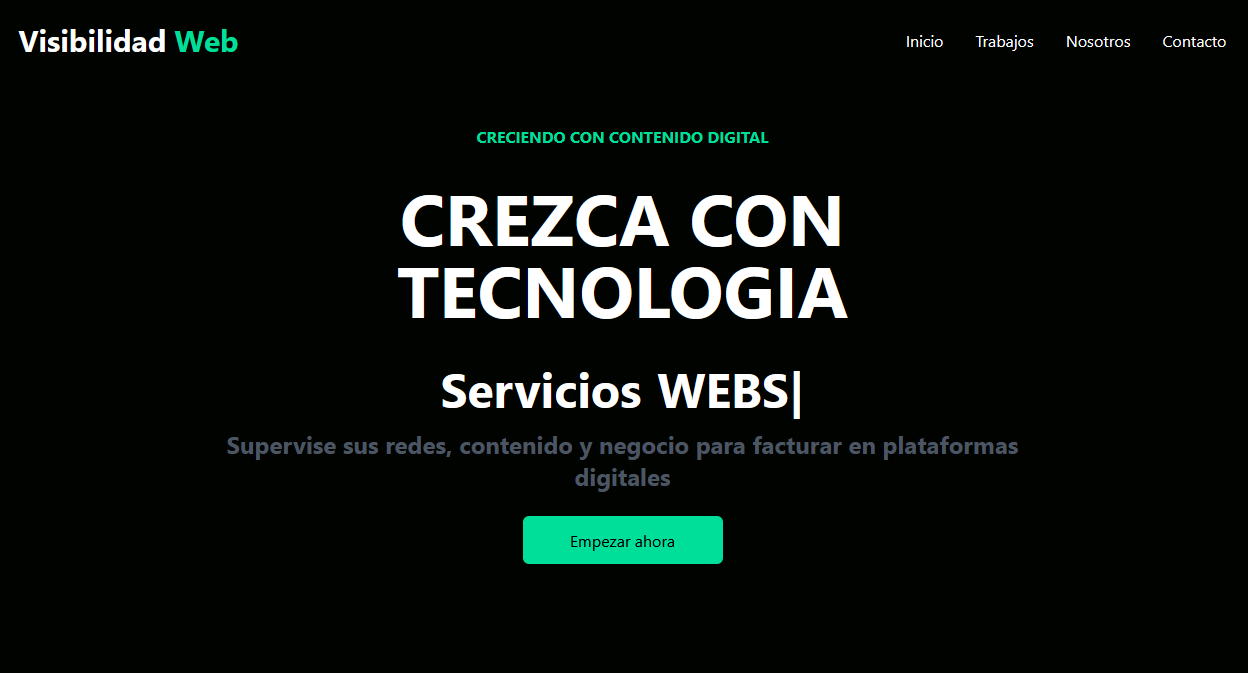 Visibilidad Web
Inicio Trabajos Nosotros Contacto
CRECIENDO CON CONTENIDO DIGITAL
CREZCA CON
TECNOLOGIA
Servicios WEBS|
Supervise sus redes, contenido y negocio para facturar en plataformas
digitales
Empezar ahora